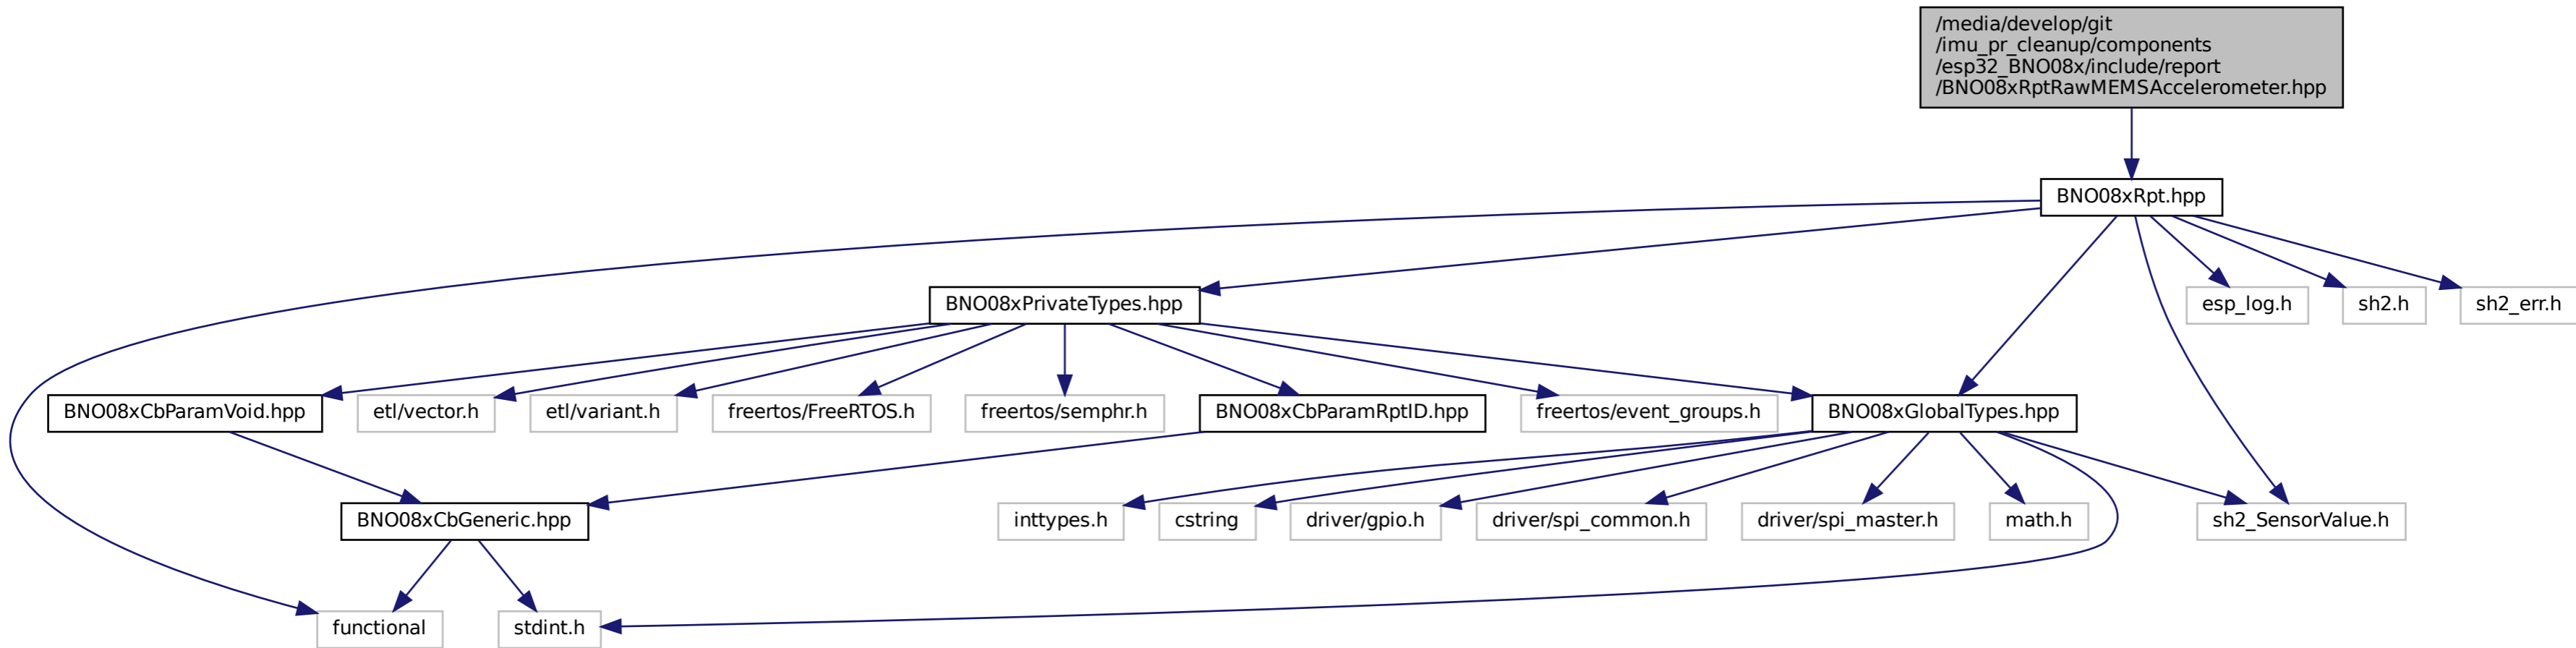 /media/develop/git
/imu_pr_cleanup/components
/esp32_BNO08x/include/report
/BNO08xRptRawMEMSAccelerometer.hpp
BNO08xRpt.hpp
BNO08xPrivateTypes.hpp
esp_log.h
sh2.h
sh2_err.h
BNO08xCbParamVoid.hpp
etl/vector.h
etl/variant.h
freertos/FreeRTOS.h
freertos/semphr.h
BNO08xCbParamRptID.hpp
freertos/event_groups.h
BNO08xGlobalTypes.hpp
BNO08xCbGeneric.hpp
inttypes.h
cstring
driver/gpio.h
driver/spi_common.h
driver/spi_master.h
math.h
sh2_SensorValue.h
functional
stdint.h